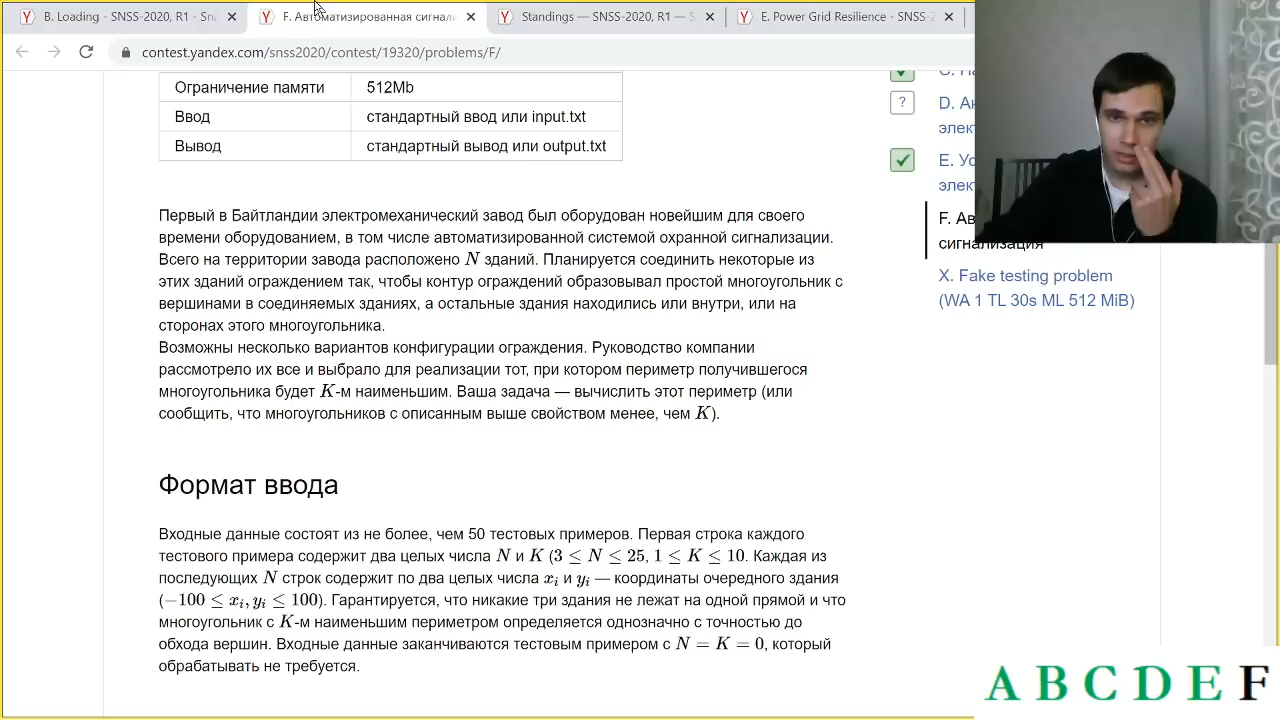 B. Loading - SNSS-2020, R1 - Sna
F. Автоматизированная сигнали
Standings — SNSS-2020, R1 — S
E. Power Grid Resilience - SNSS-2
contest.yandex.com/snss2020/contest/19320/problems/F/
Ограничение памяти 512Mb
Ввод стандартный ввод или input.txt
Вывод стандартный вывод или output.txt
Первый в Байтландии электромеханический завод был оборудован новейшим для своего
времени оборудованием, в том числе автоматизированной системой охранной сигнализации.
Всего на территории завода расположено N зданий. Планируется соединить некоторые из
этих зданий ограждением так, чтобы контур ограждений образовывал простой многоугольник с
вершинами в соединяемых зданиях, а остальные здания находились или внутри, или на
сторонах этого многоугольника.
Возможны несколько вариантов конфигурации ограждения. Руководство компании
рассмотрело их все и выбрало для реализации тот, при котором периметр получившегося
многоугольника будет K-м наименьшим. Ваша задача — вычислить этот периметр (или
сообщить, что многоугольников с описанным выше свойством менее, чем K).
Формат ввода
Входные данные состоят из не более, чем 50 тестовых примеров. Первая строка каждого
тестового примера содержит два целых числа N и K (3 ≤ N ≤ 25, 1 ≤ K ≤ 10. Каждая из
последующих N строк содержит по два целых числа xᵢ и yᵢ — координаты очередного здания
(−100 ≤ xᵢ, yᵢ ≤ 100). Гарантируется, что никакие три здания не лежат на одной прямой и что
многоугольник с K-м наименьшим периметром определяется однозначно с точностью до
обхода вершин. Входные данные заканчиваются тестовым примером с N = K = 0, который
обрабатывать не требуется.
?
D. Ак
элект
E. Ус
элект
F. Ав
сигнализация
X. Fake testing problem
(WA 1 TL 30s ML 512 MiB)
A B C D E F